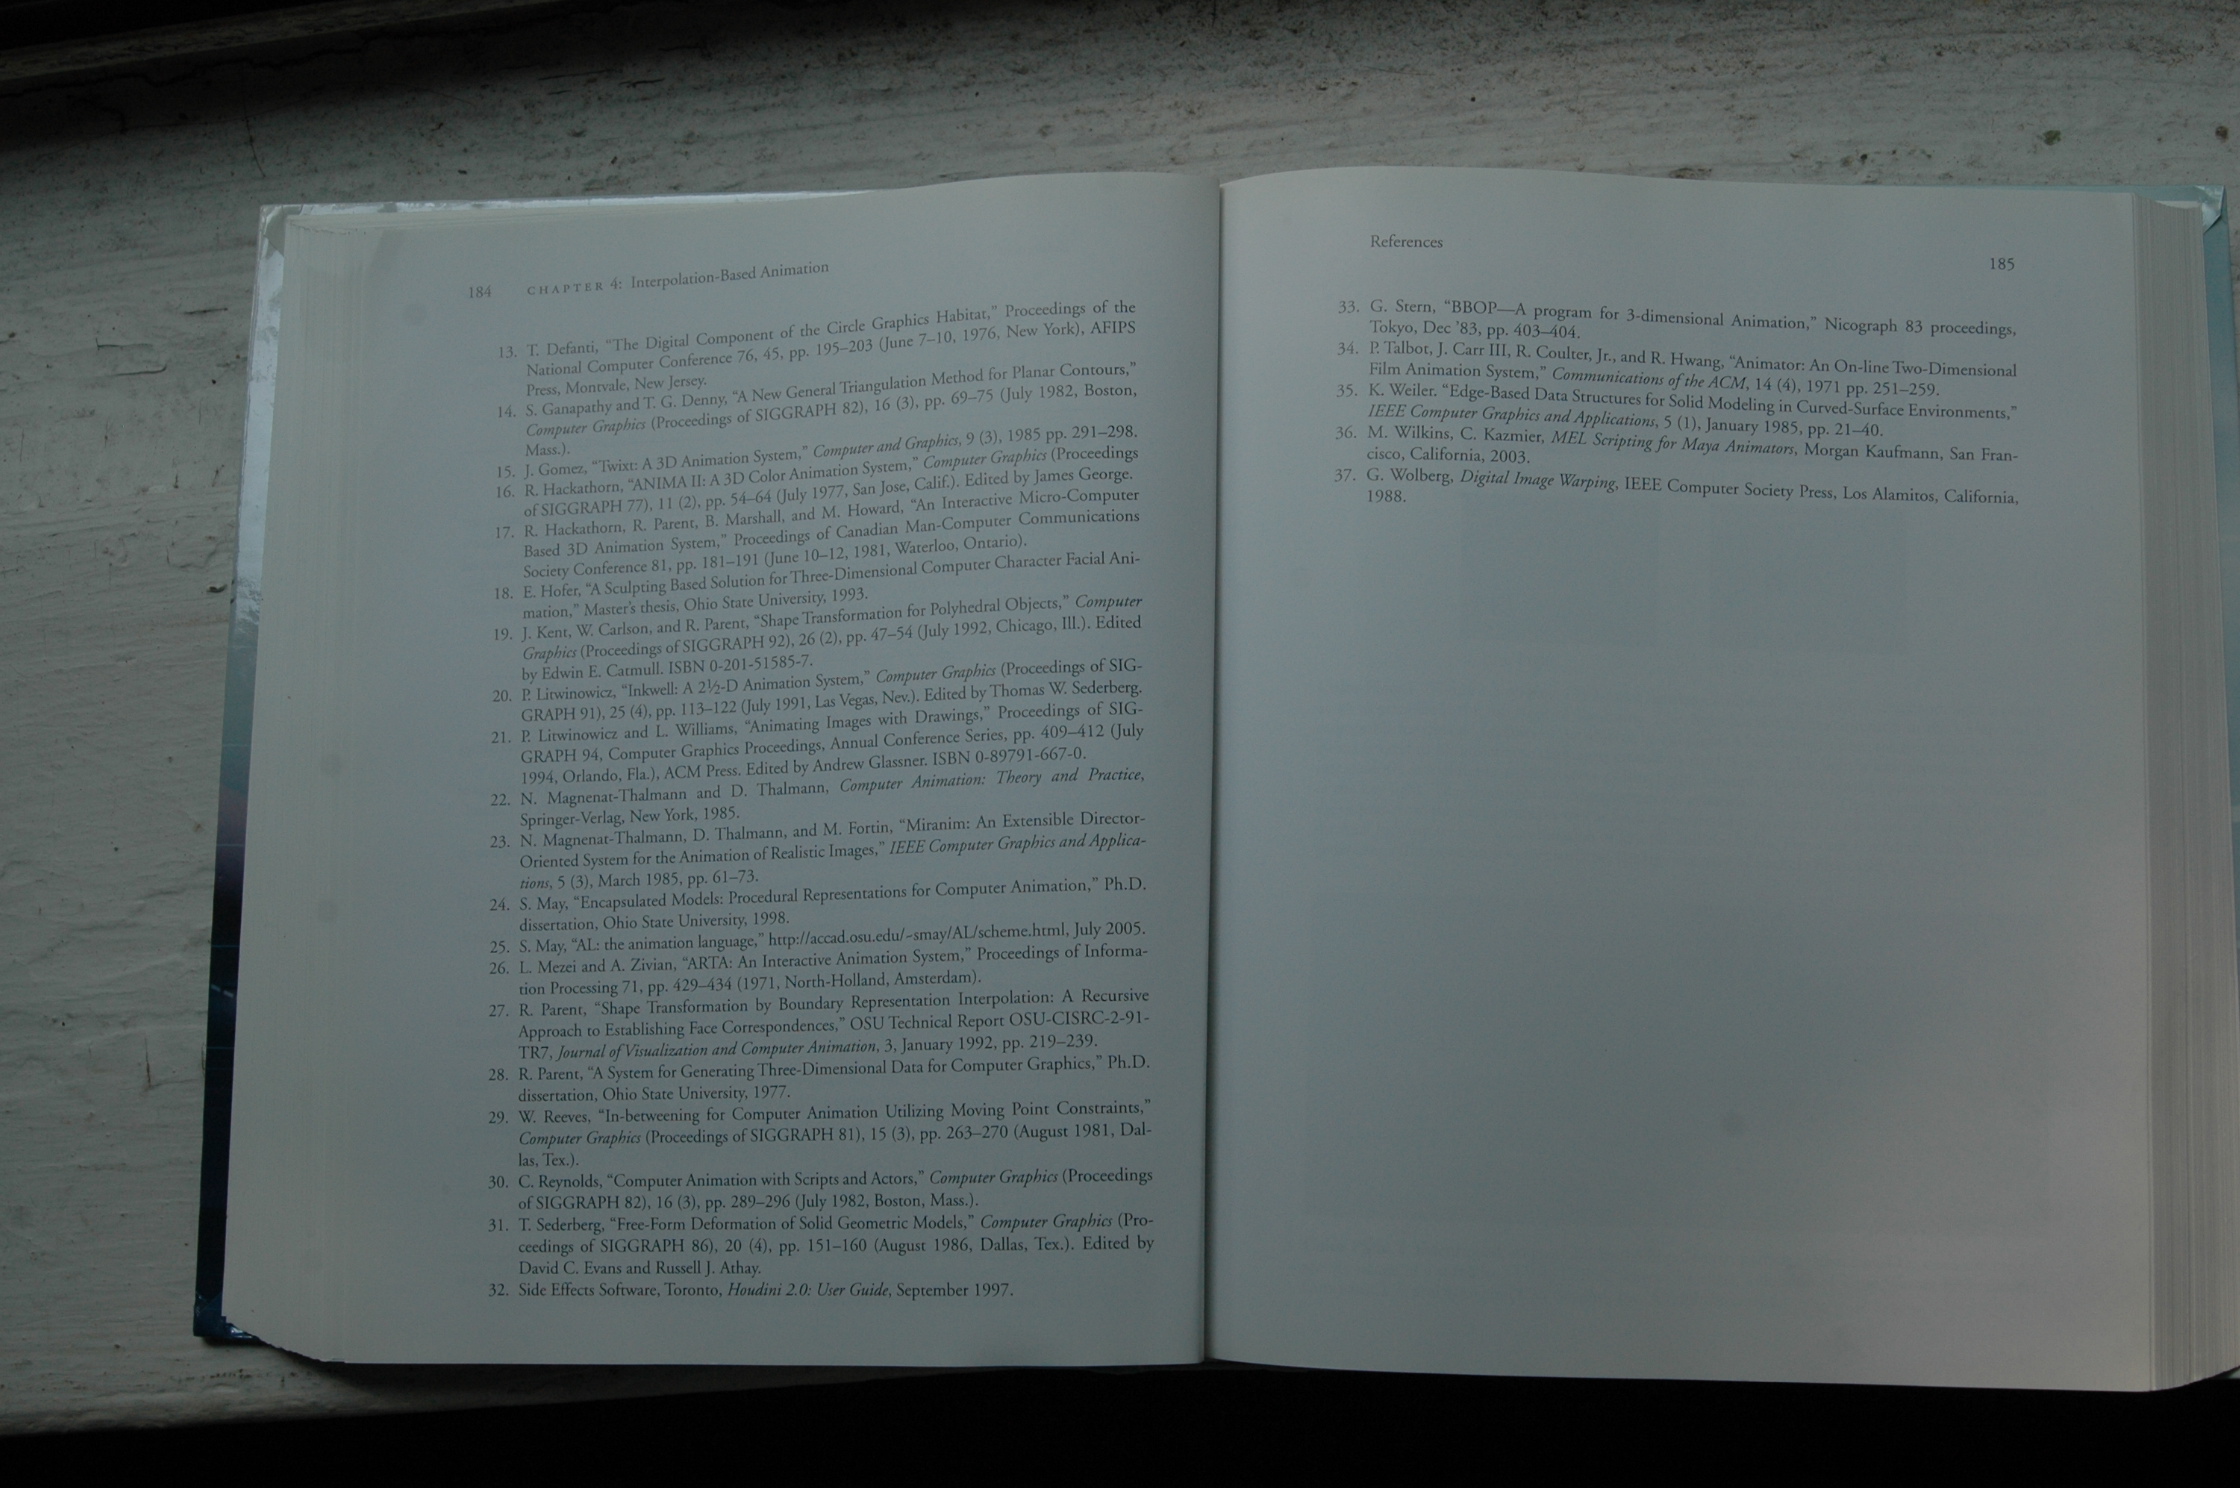 184 CHAPTER 4: Interpolation-Based Animation
13. T. Defanti, “The Digital Component of the Circle Graphics Habitat,” Proceedings of the
National Computer Conference 76, 45, pp. 195–203 (June 7–10, 1976, New York), AFIPS
Press, Montvale, New Jersey.
14. S. Ganapathy and T. G. Denny, “A New General Triangulation Method for Planar Contours,”
Computer Graphics (Proceedings of SIGGRAPH 82), 16 (3), pp. 69–75 (July 1982, Boston,
Mass.).
15. J. Gomez, “Twixt: A 3D Animation System,” Computer and Graphics, 9 (3), 1985 pp. 291–298.
16. R. Hackathorn, “ANIMA II: A 3D Color Animation System,” Computer Graphics (Proceedings
of SIGGRAPH 77), 11 (2), pp. 54–64 (July 1977, San Jose, Calif.). Edited by James George.
17. R. Hackathorn, R. Parent, B. Marshall, and M. Howard, “An Interactive Micro-Computer
Based 3D Animation System,” Proceedings of Canadian Man-Computer Communications
Society Conference 81, pp. 181–191 (June 10–12, 1981, Waterloo, Ontario).
18. E. Hofer, “A Sculpting Based Solution for Three-Dimensional Computer Character Facial Ani-
mation,” Master’s thesis, Ohio State University, 1993.
19. J. Kent, W. Carlson, and R. Parent, “Shape Transformation for Polyhedral Objects,” Computer
Graphics (Proceedings of SIGGRAPH 92), 26 (2), pp. 47–54 (July 1992, Chicago, Ill.). Edited
by Edwin E. Catmull. ISBN 0-201-51585-7.
20. P. Litwinowicz, “Inkwell: A 2½-D Animation System,” Computer Graphics (Proceedings of SIG-
GRAPH 91), 25 (4), pp. 113–122 (July 1991, Las Vegas, Nev.). Edited by Thomas W. Sederberg.
21. P. Litwinowicz and L. Williams, “Animating Images with Drawings,” Proceedings of SIG-
GRAPH 94, Computer Graphics Proceedings, Annual Conference Series, pp. 409–412 (July
1994, Orlando, Fla.), ACM Press. Edited by Andrew Glassner. ISBN 0-89791-667-0.
22. N. Magnenat-Thalmann and D. Thalmann, Computer Animation: Theory and Practice,
Springer-Verlag, New York, 1985.
23. N. Magnenat-Thalmann, D. Thalmann, and M. Fortin, “Miranim: An Extensible Director-
Oriented System for the Animation of Realistic Images,” IEEE Computer Graphics and Applica-
tions, 5 (3), March 1985, pp. 61–73.
24. S. May, “Encapsulated Models: Procedural Representations for Computer Animation,” Ph.D.
dissertation, Ohio State University, 1998.
25. S. May, “AL: the animation language,” http://accad.osu.edu/~smay/AL/scheme.html, July 2005.
26. L. Mezei and A. Zivian, “ARTA: An Interactive Animation System,” Proceedings of Informa-
tion Processing 71, pp. 429–434 (1971, North-Holland, Amsterdam).
27. R. Parent, “Shape Transformation by Boundary Representation Interpolation: A Recursive
Approach to Establishing Face Correspondences,” OSU Technical Report OSU-CISRC-2-91-
TR7, Journal of Visualization and Computer Animation, 3, January 1992, pp. 219–239.
28. R. Parent, “A System for Generating Three-Dimensional Data for Computer Graphics,” Ph.D.
dissertation, Ohio State University, 1977.
29. W. Reeves, “In-betweening for Computer Animation Utilizing Moving Point Constraints,”
Computer Graphics (Proceedings of SIGGRAPH 81), 15 (3), pp. 263–270 (August 1981, Dal-
las, Tex.).
30. C. Reynolds, “Computer Animation with Scripts and Actors,” Computer Graphics (Proceedings
of SIGGRAPH 82), 16 (3), pp. 289–296 (July 1982, Boston, Mass.).
31. T. Sederberg, “Free-Form Deformation of Solid Geometric Models,” Computer Graphics (Pro-
ceedings of SIGGRAPH 86), 20 (4), pp. 151–160 (August 1986, Dallas, Tex.). Edited by
David C. Evans and Russell J. Athay.
32. Side Effects Software, Toronto, Houdini 2.0: User Guide, September 1997.
References
185
33. G. Stern, “BBOP—A program for 3-dimensional Animation,” Nicograph 83 proceedings,
Tokyo, Dec ’83, pp. 403–404.
34. P. Talbot, J. Carr III, R. Coulter, Jr., and R. Hwang, “Animator: An On-line Two-Dimensional
Film Animation System,” Communications of the ACM, 14 (4), 1971 pp. 251–259.
35. K. Weiler. “Edge-Based Data Structures for Solid Modeling in Curved-Surface Environments,”
IEEE Computer Graphics and Applications, 5 (1), January 1985, pp. 21–40.
36. M. Wilkins, C. Kazmier, MEL Scripting for Maya Animators, Morgan Kaufmann, San Fran-
cisco, California, 2003.
37. G. Wolberg, Digital Image Warping, IEEE Computer Society Press, Los Alamitos, California,
1988.